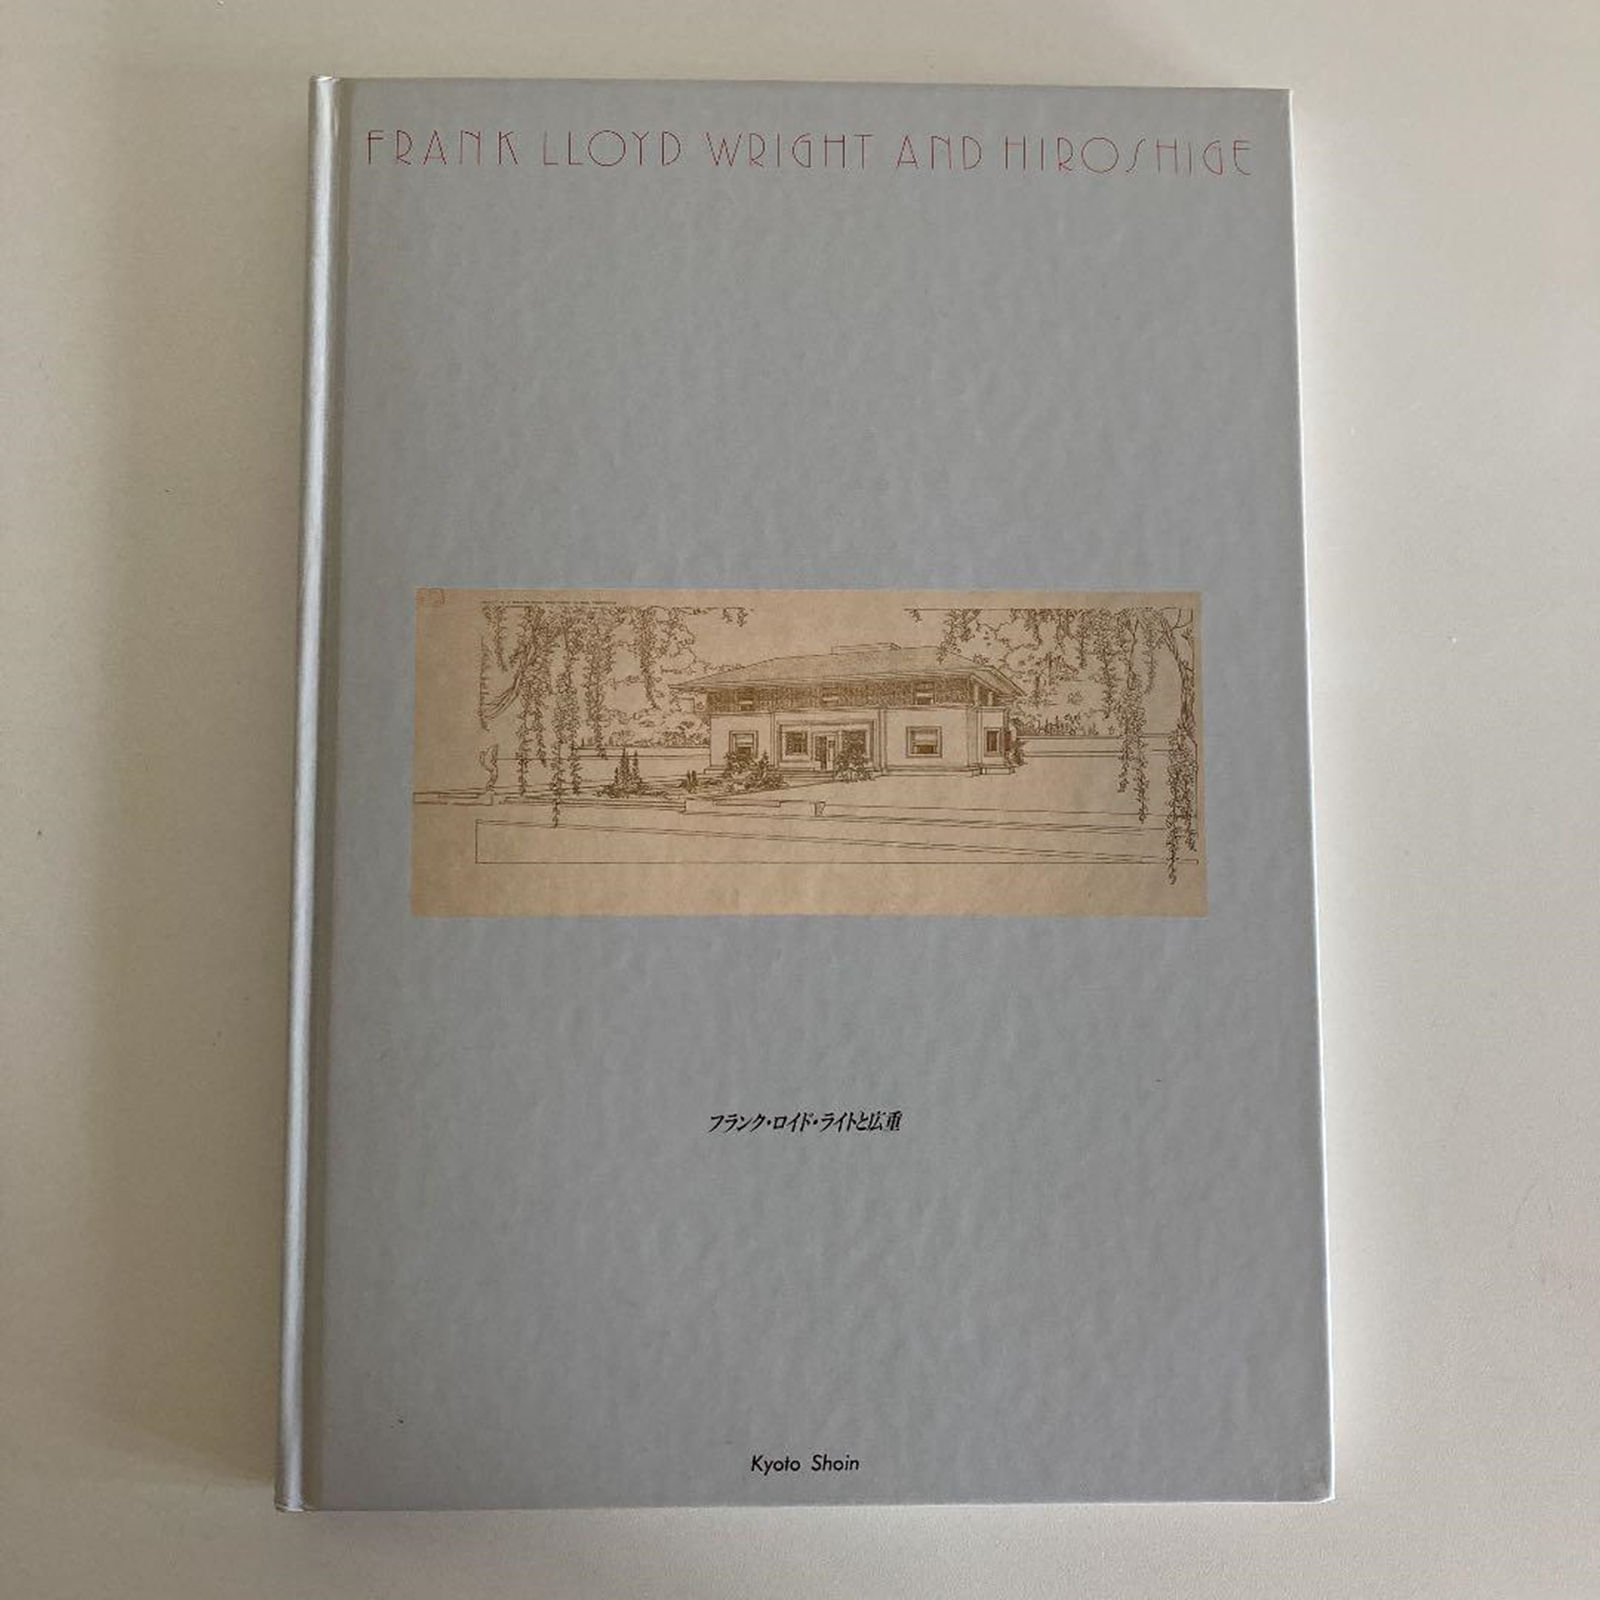 FRANK LLOYD WRIGHT AND HIROSHIGE
フランク・ロイド・ライトと広重
Kyoto Shoin